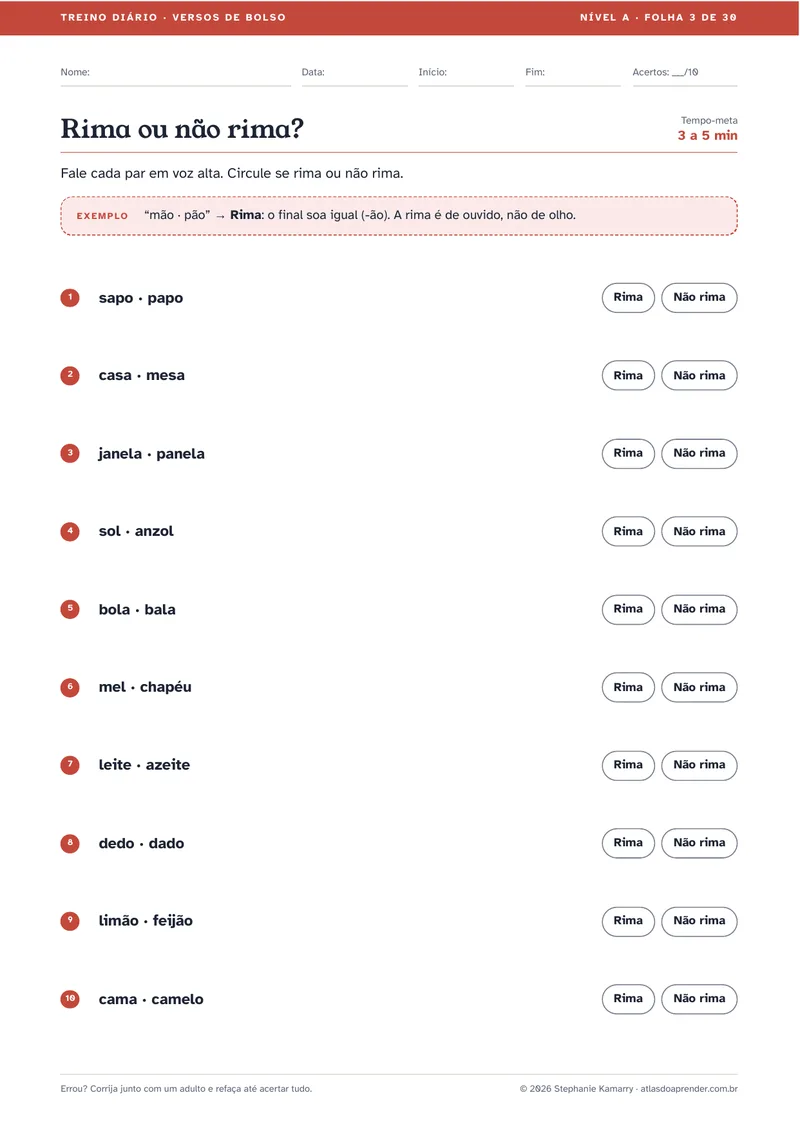 TREINO DIÁRIO · VERSOS DE BOLSO NÍVEL A · FOLHA 3 DE 30
Nome: Data: Início: Fim: Acertos: __/10
Rima ou não rima?
Tempo-meta
3 a 5 min
Fale cada par em voz alta. Circule se rima ou não rima.
EXEMPLO “mão · pão” → Rima: o final soa igual (-ão). A rima é de ouvido, não de olho.
1 sapo · papo Rima Não rima
2 casa · mesa Rima Não rima
3 janela · panela Rima Não rima
4 sol · anzol Rima Não rima
5 bola · bala Rima Não rima
6 mel · chapéu Rima Não rima
7 leite · azeite Rima Não rima
8 dedo · dado Rima Não rima
9 limão · feijão Rima Não rima
10 cama · camelo Rima Não rima
Errou? Corrija junto com um adulto e refaça até acertar tudo. © 2026 Stephanie Kamarry · atlasdoaprender.com.br